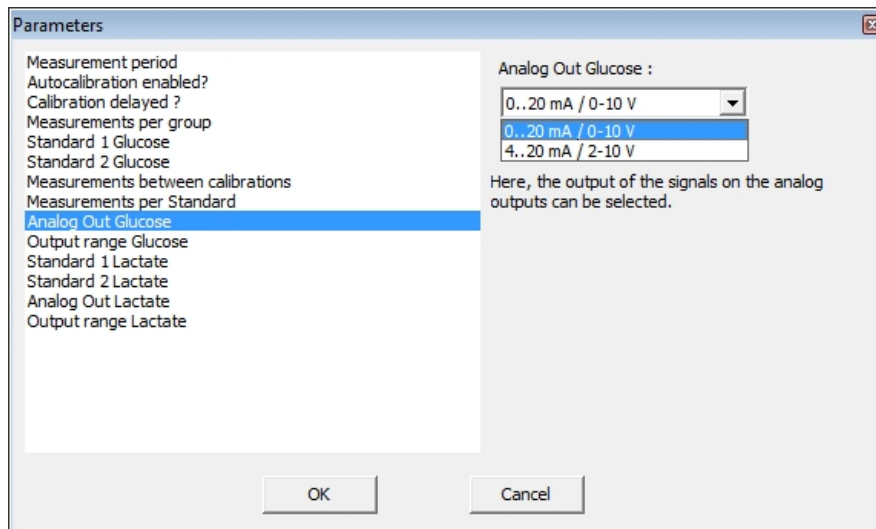 Parameters
Measurement period
Autocalibration enabled?
Calibration delayed ?
Measurements per group
Standard 1 Glucose
Standard 2 Glucose
Measurements between calibrations
Measurements per Standard
Analog Out Glucose
Output range Glucose
Standard 1 Lactate
Standard 2 Lactate
Analog Out Lactate
Output range Lactate
Analog Out Glucose :
0..20 mA / 0-10 V
0..20 mA / 0-10 V
4..20 mA / 2-10 V
Here, the output of the signals on the analog
outputs can be selected.
OK
Cancel